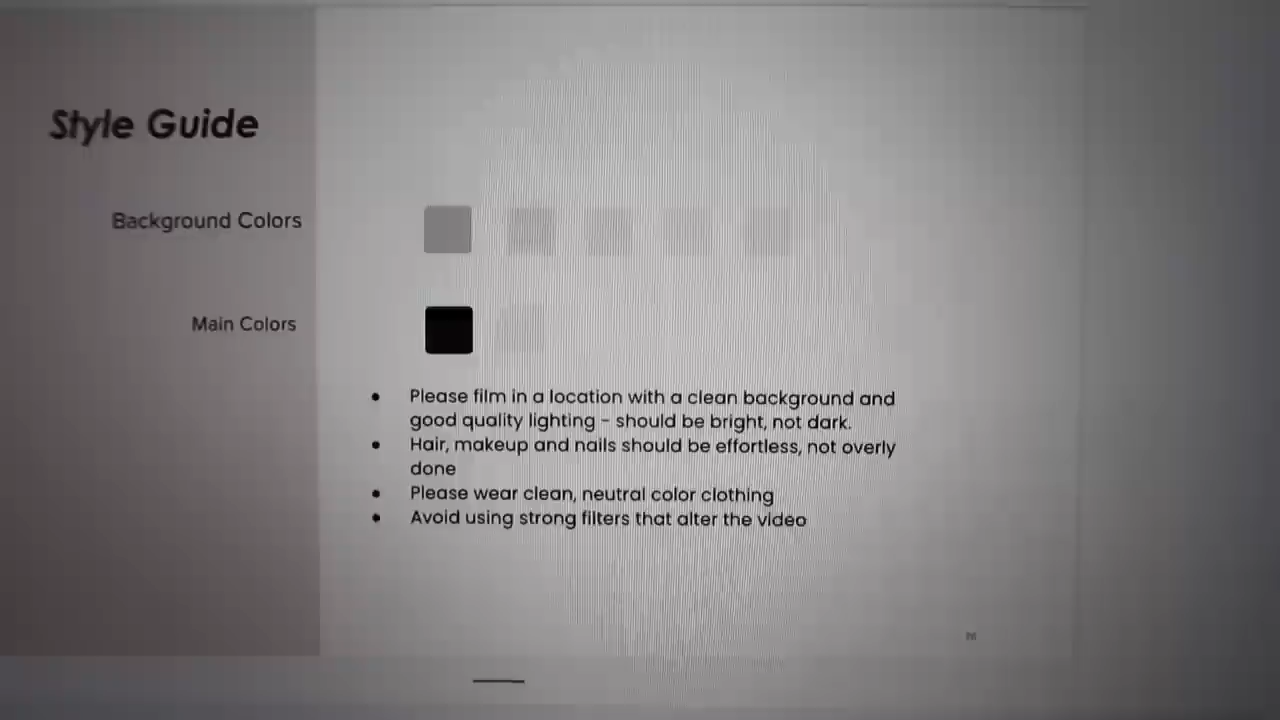 Style Guide
Background Colors
Main Colors
Please film in a location with a clean background and
good quality lighting - should be bright, not dark.
Hair, makeup and nails should be effortless, not overly
done
Please wear clean, neutral color clothing
Avoid using strong filters that alter the video